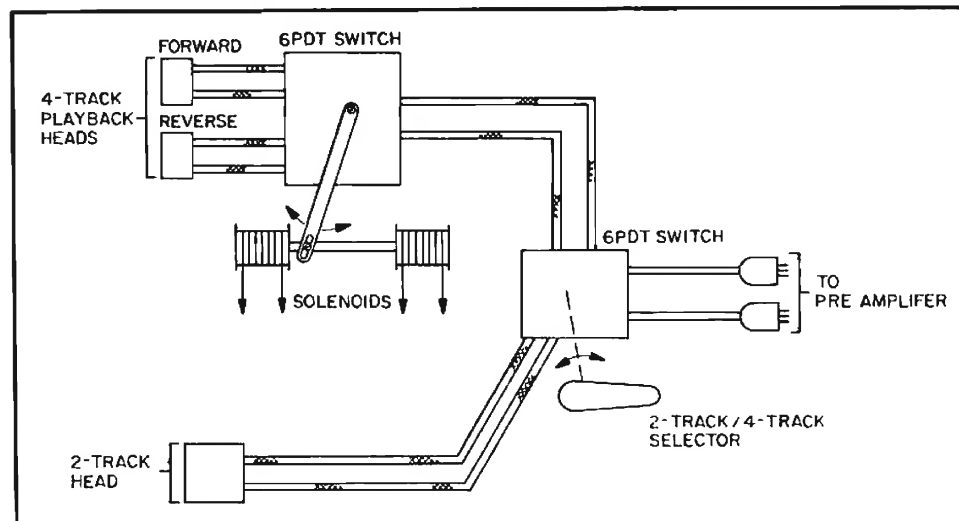 FORWARD
6PDT SWITCH
4-TRACK
PLAYBACK
HEADS
REVERSE
SOLENOIDS
6PDT SWITCH
TO
PRE AMPLIFER
2-TRACK/4-TRACK
SELECTOR
2-TRACK
HEAD